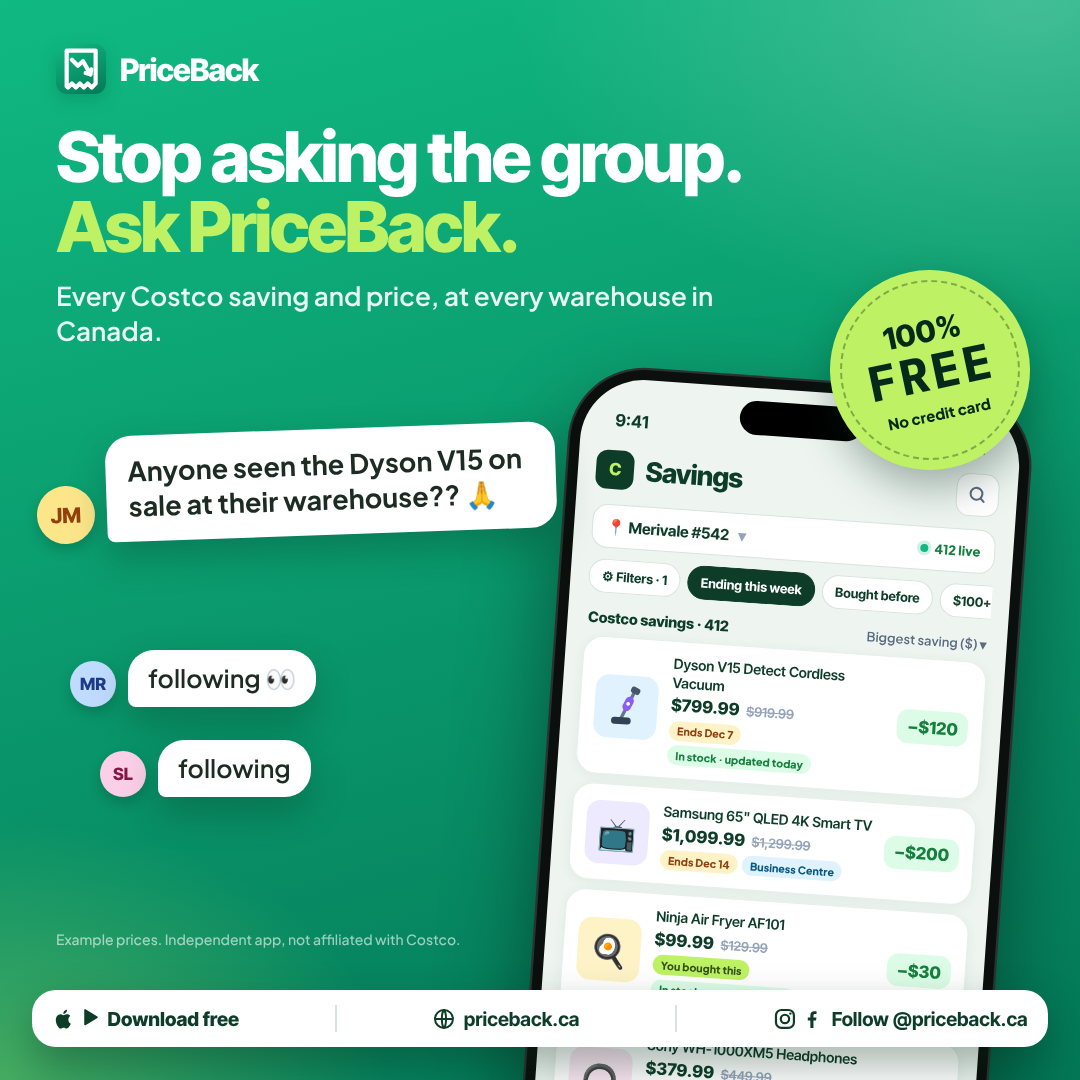 PriceBack
Stop asking the group.
Ask PriceBack.
Every Costco saving and price, at every warehouse in
Canada.
100%
FREE
No credit card
Anyone seen the Dyson V15 on
sale at their warehouse?? 🙏
JM
MR
following 👀
SL
following
9:41
C
Savings
📍 Merivale #542 ▾
412 live
⚙ Filters · 1
Ending this week
Bought before
$100+
Costco savings · 412
Biggest saving ($) ▾
Dyson V15 Detect Cordless
Vacuum
$799.99 $919.99
Ends Dec 7
In stock · updated today
−$120
Samsung 65" QLED 4K Smart TV
$1,099.99 $1,299.99
Ends Dec 14
Business Centre
−$200
Ninja Air Fryer AF101
$99.99 $129.99
You bought this
−$30
Sony WH-1000XM5 Headphones
$379.99 $449.99
Example prices. Independent app, not affiliated with Costco.
Download free
priceback.ca
Follow @priceback.ca